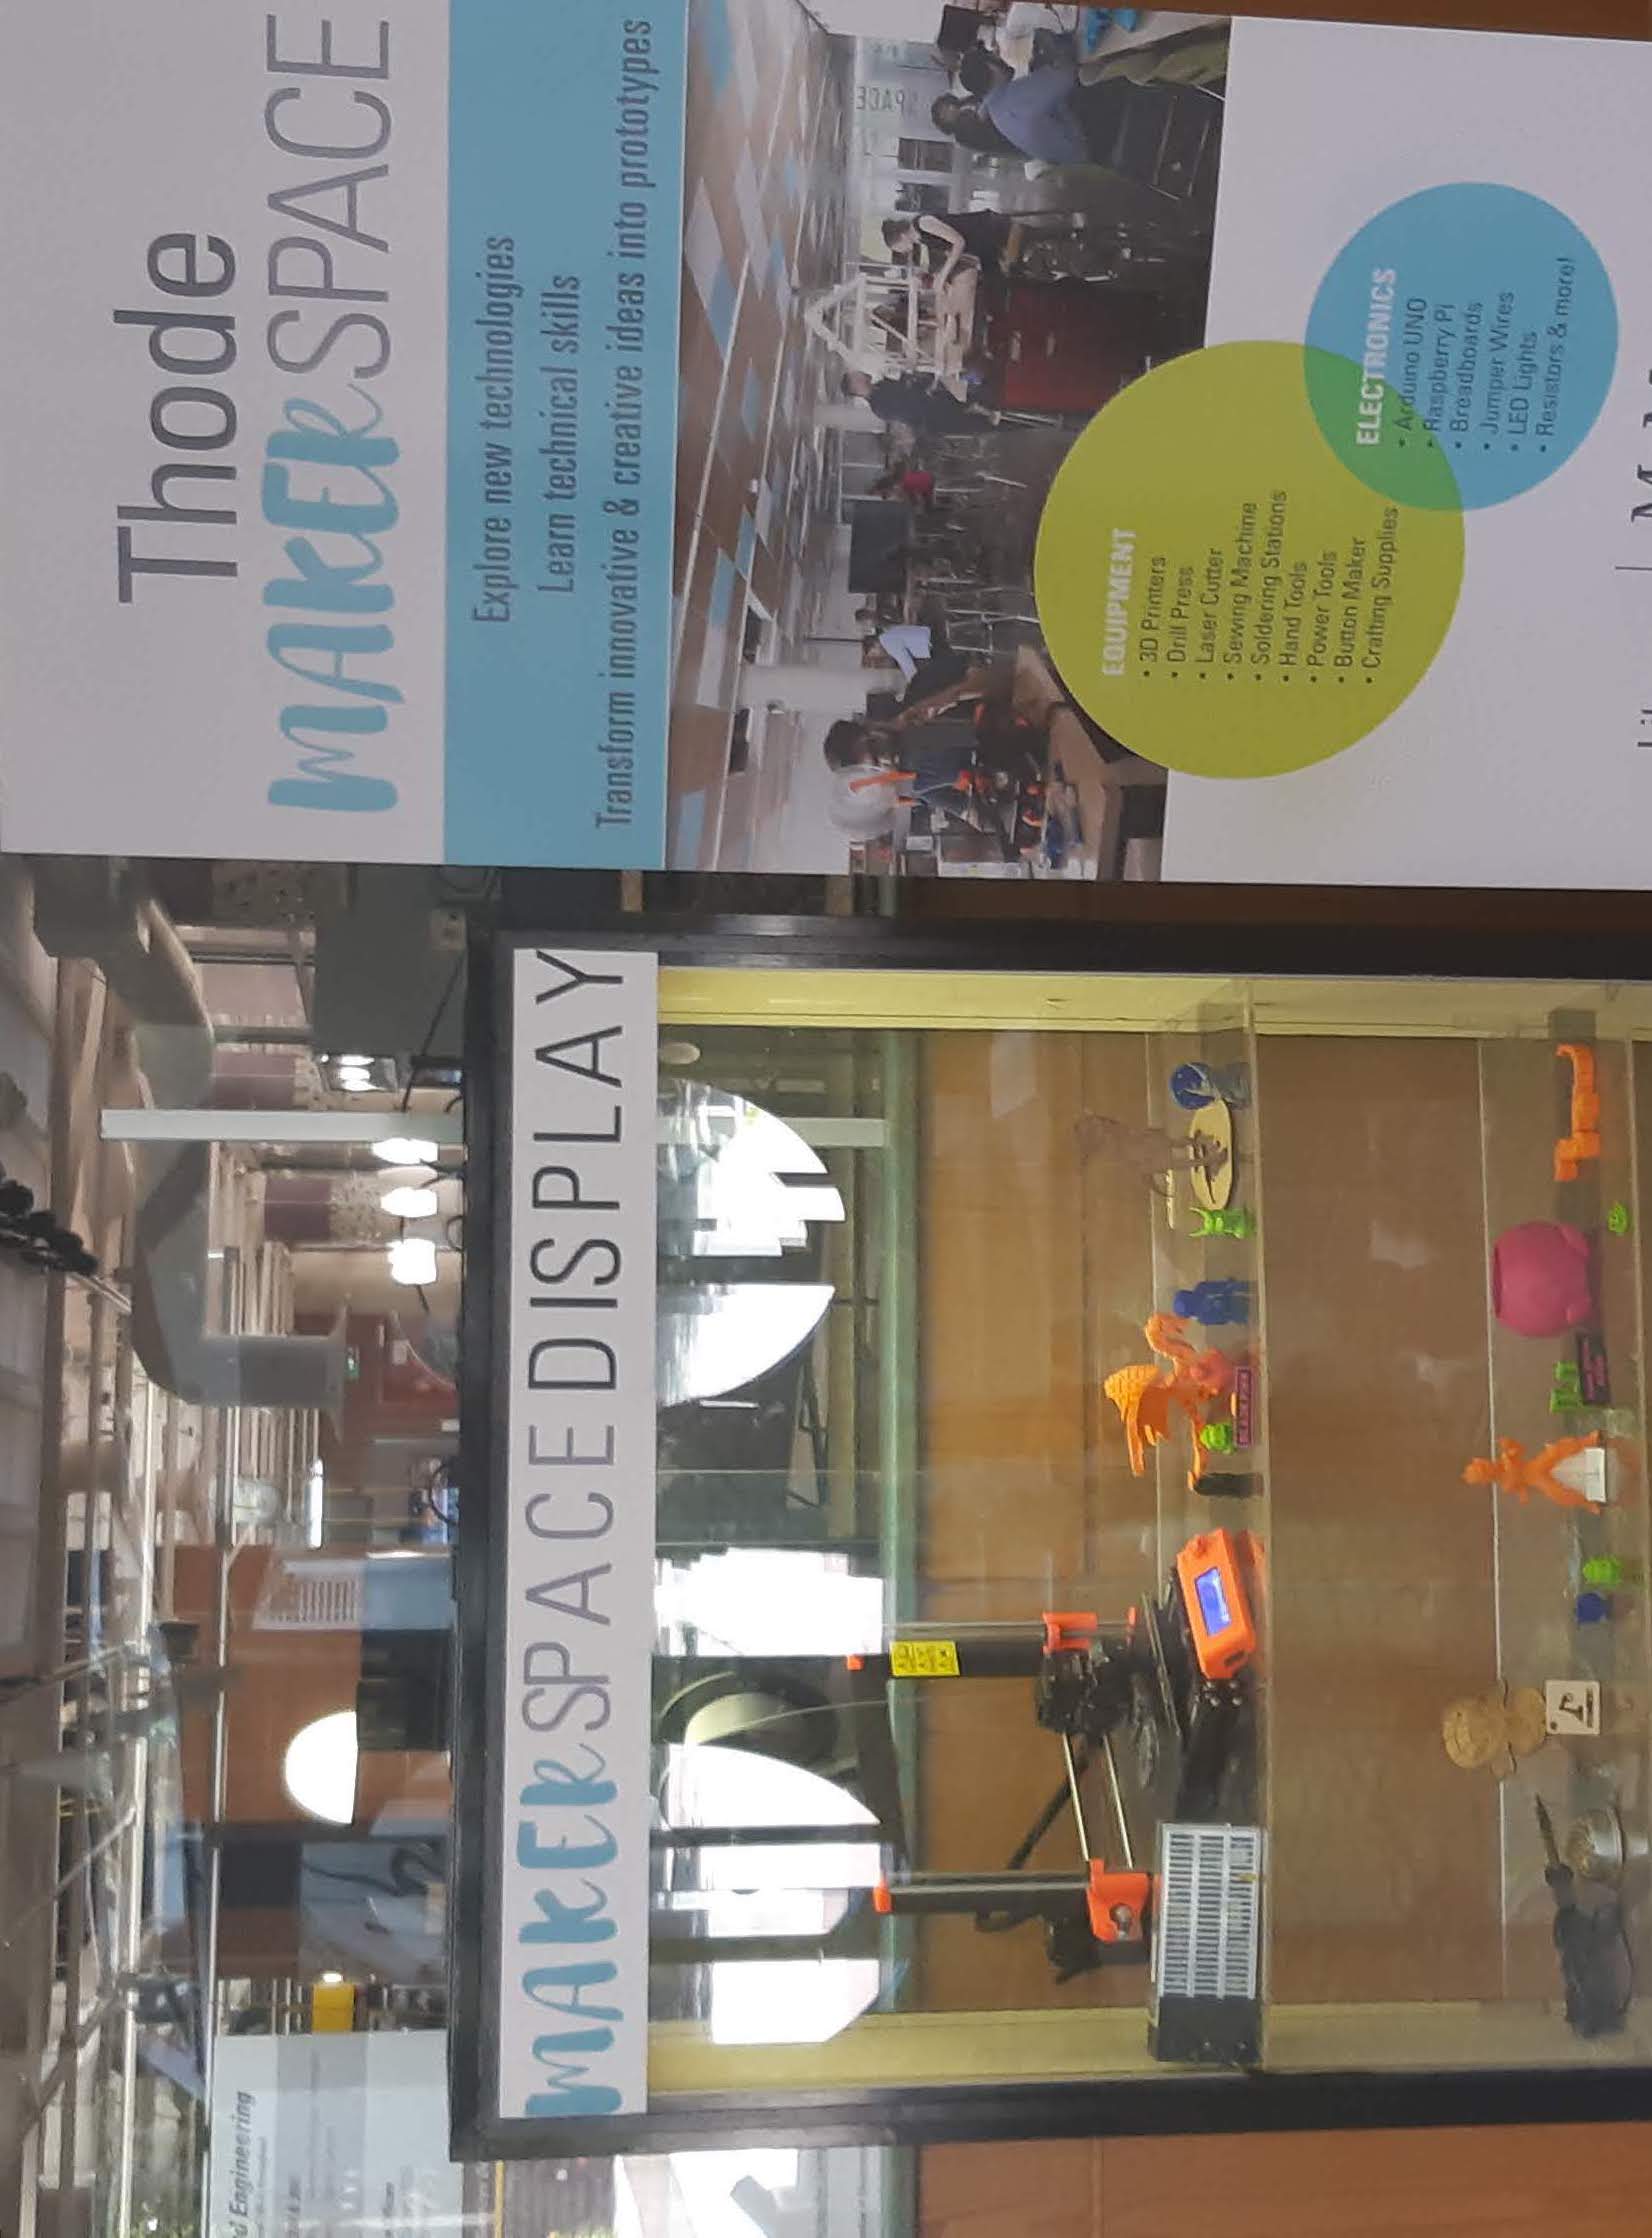 Engineering
MAKERSPACE DISPLAY
BLACKPINK
Thode
MAKERSPACE
Explore new technologies
Learn technical skills
Transform innovative & creative ideas into prototypes
EQUIPMENT
• 3D Printers
• Drill Press
• Laser Cutter
• Sewing Machine
• Soldering Stations
• Hand Tools
• Power Tools
• Button Maker
• Crafting Supplies
ELECTRONICS
• Arduino UNO
• Raspberry Pi
• Breadboards
• Jumper Wires
• LED Lights
• Resistors & more!